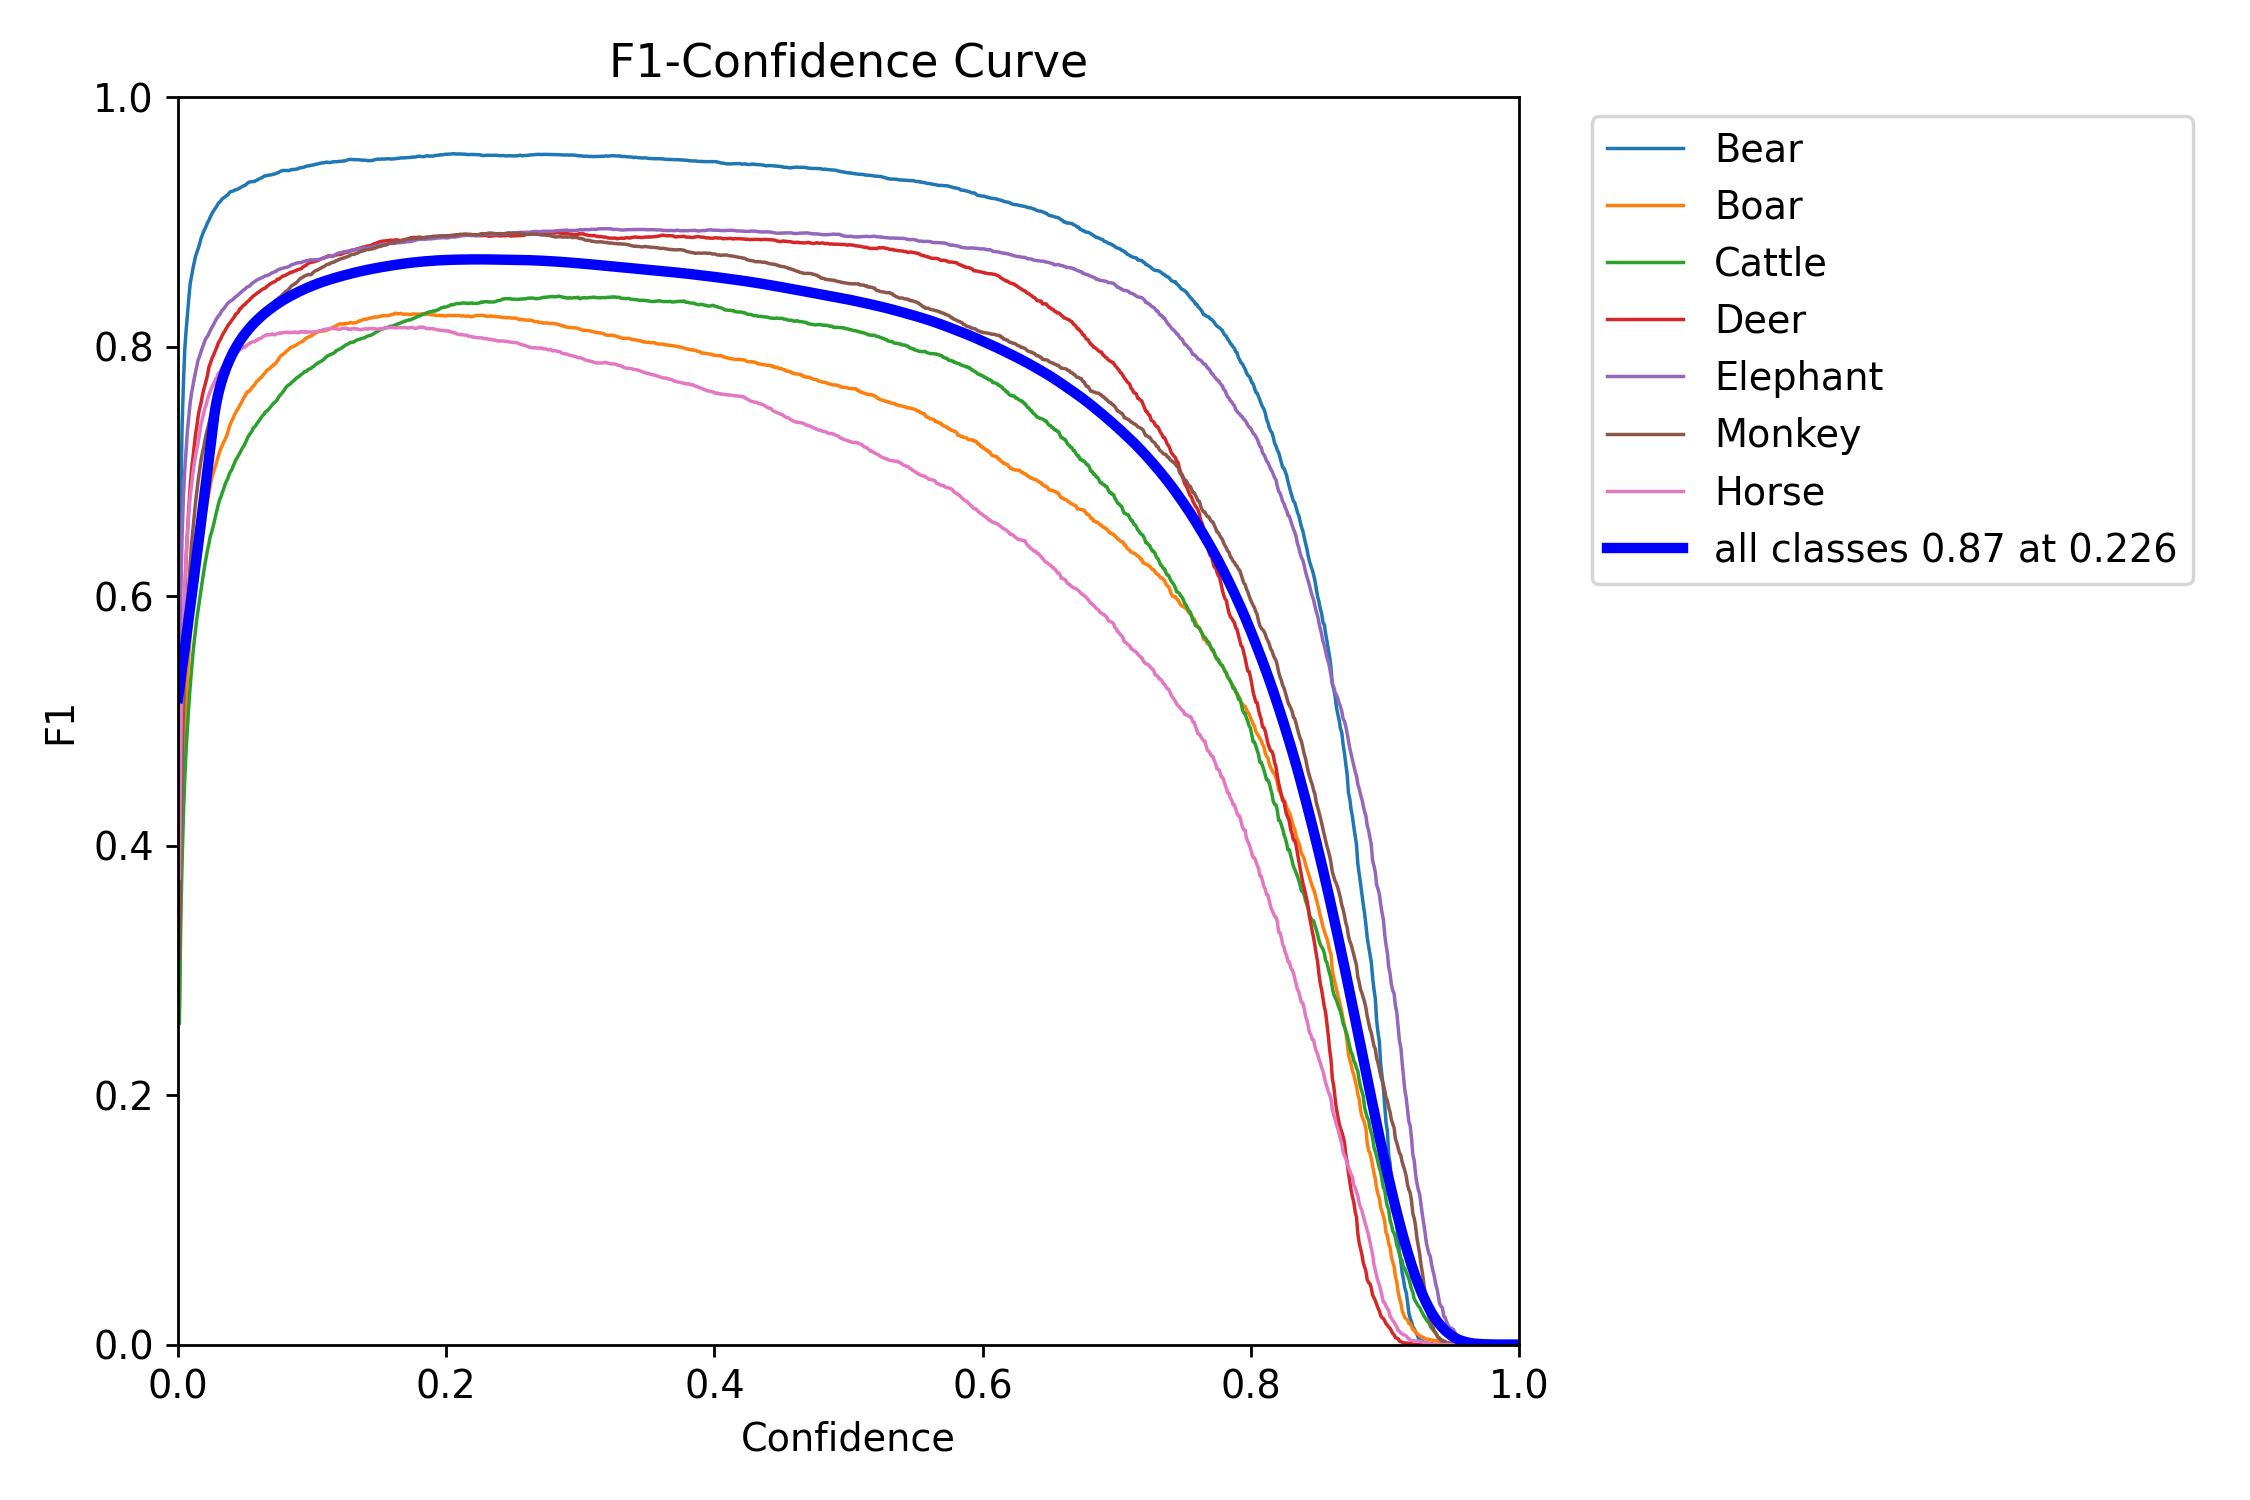 F1-Confidence Curve
1.0
0.8
0.6
0.4
0.2
0.0
F1
0.0 0.2 0.4 0.6 0.8 1.0
Confidence
Bear
Boar
Cattle
Deer
Elephant
Monkey
Horse
all classes 0.87 at 0.226